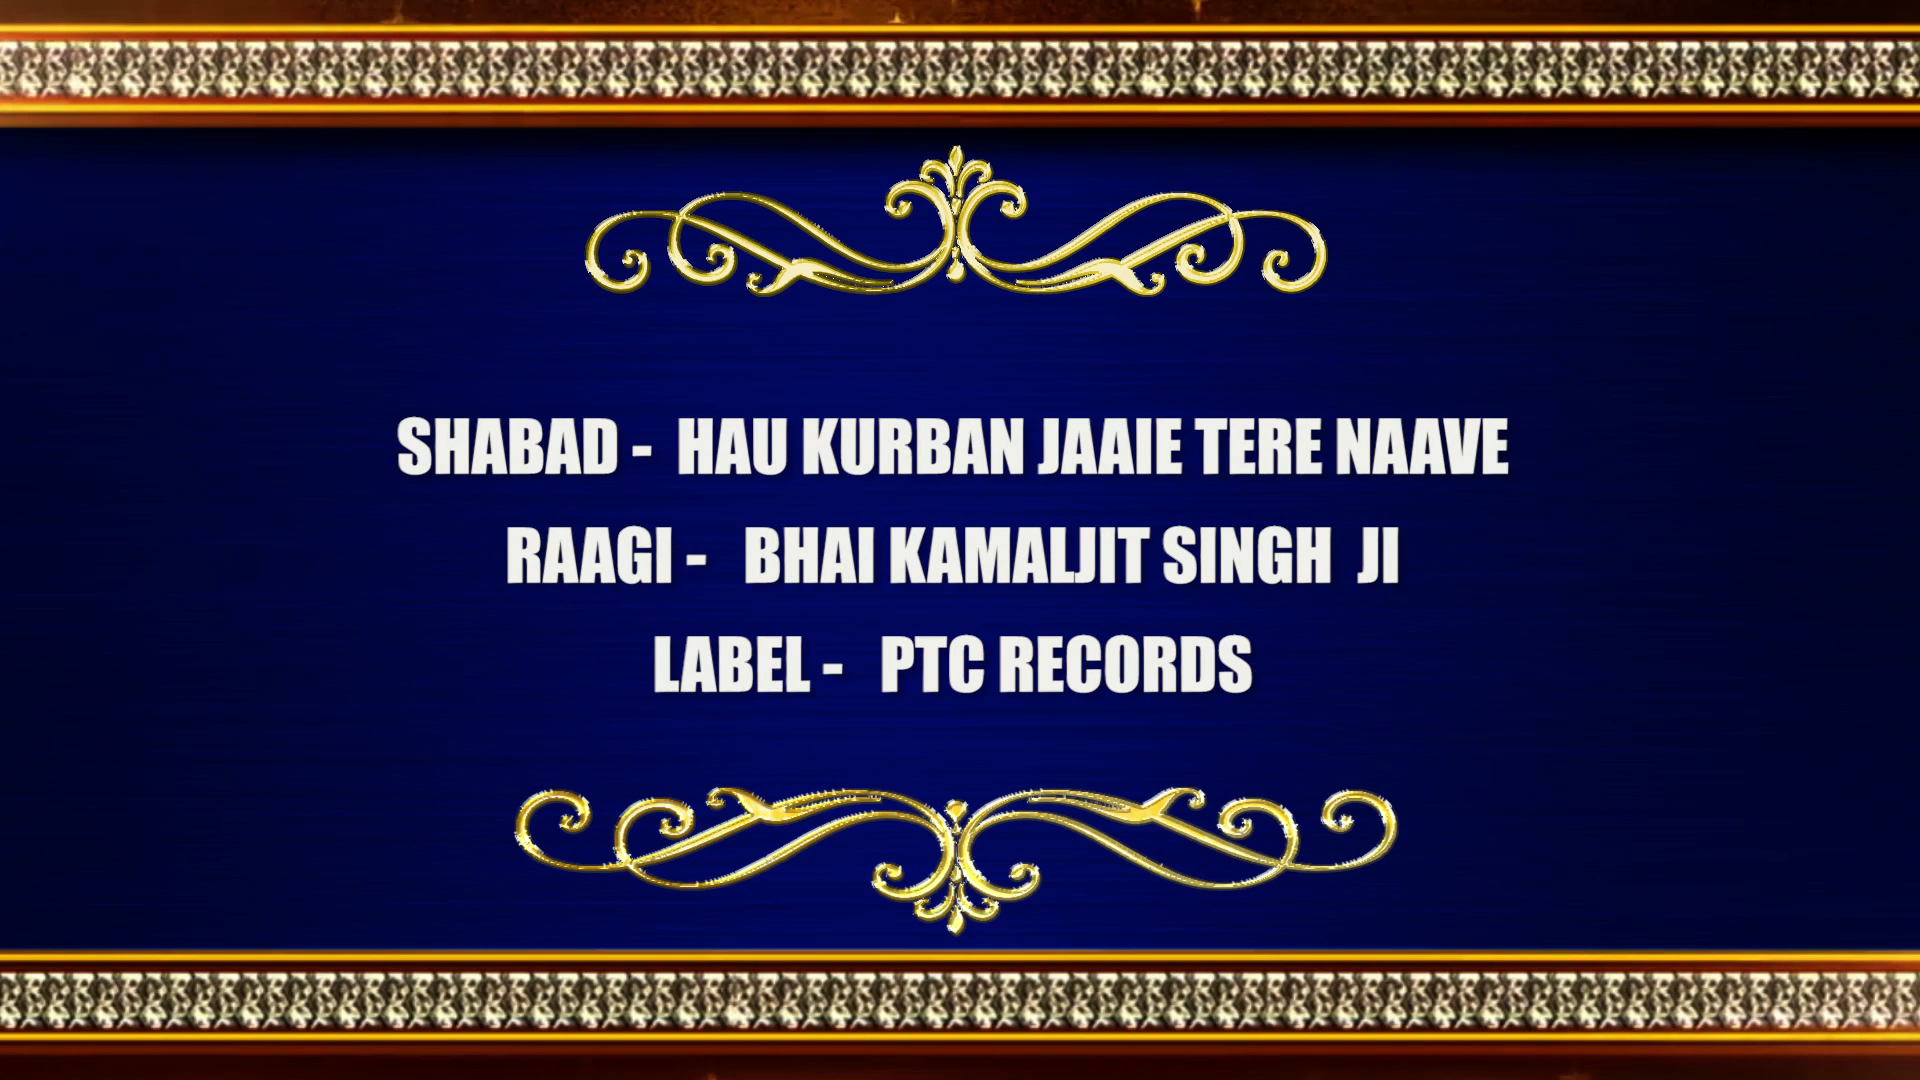 SHABAD - HAU KURBAN JAAIE TERE NAAVE
RAAGI - BHAI KAMALJIT SINGH JI
LABEL - PTC RECORDS